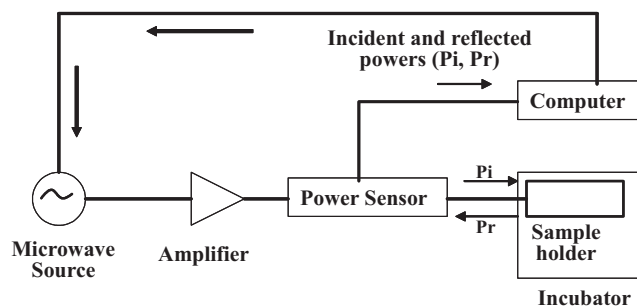 Incident and reflected
powers (Pi, Pr)
Computer
Pi
Power Sensor
Pr
Sample
holder
Amplifier
Microwave
Source
Incubator